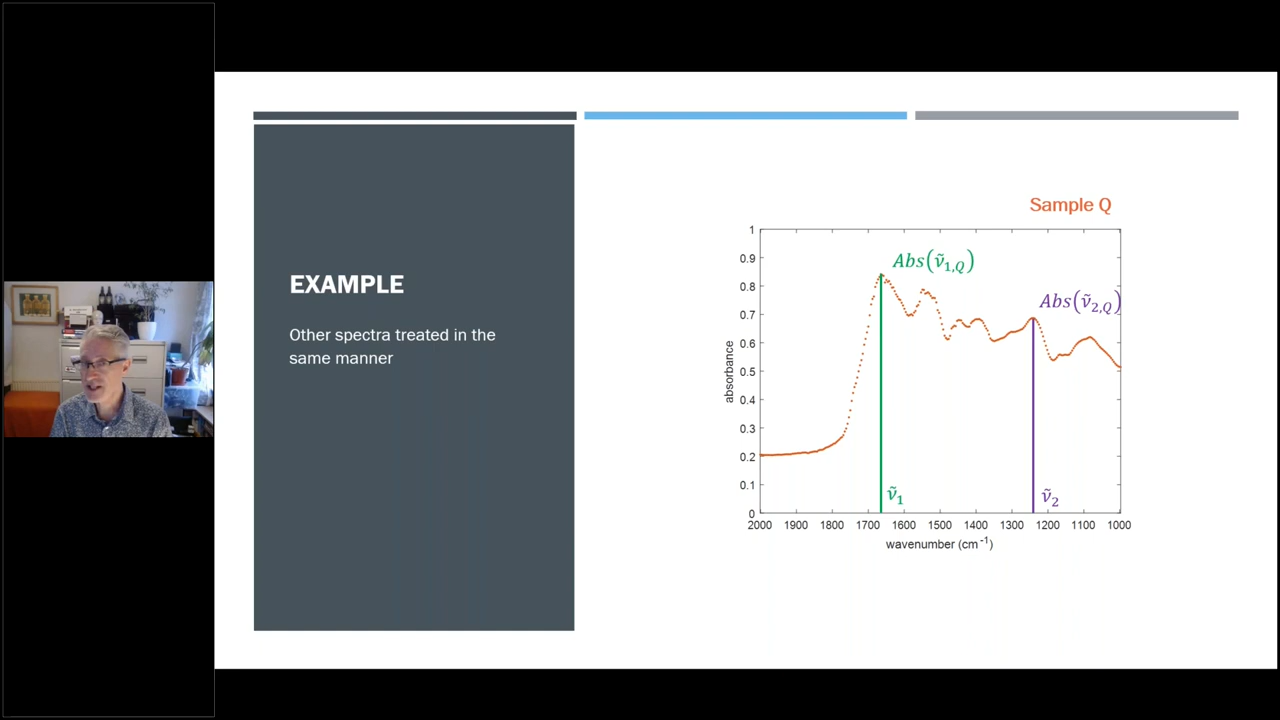 EXAMPLE
Other spectra treated in the
same manner
Sample Q
Abs(ṽ1,Q)
Abs(ṽ2,Q)
absorbance
1
0.9
0.8
0.7
0.6
0.5
0.4
0.3
0.2
0.1
0
ṽ1
ṽ2
2000 1900 1800 1700 1600 1500 1400 1300 1200 1100 1000
wavenumber (cm-1)